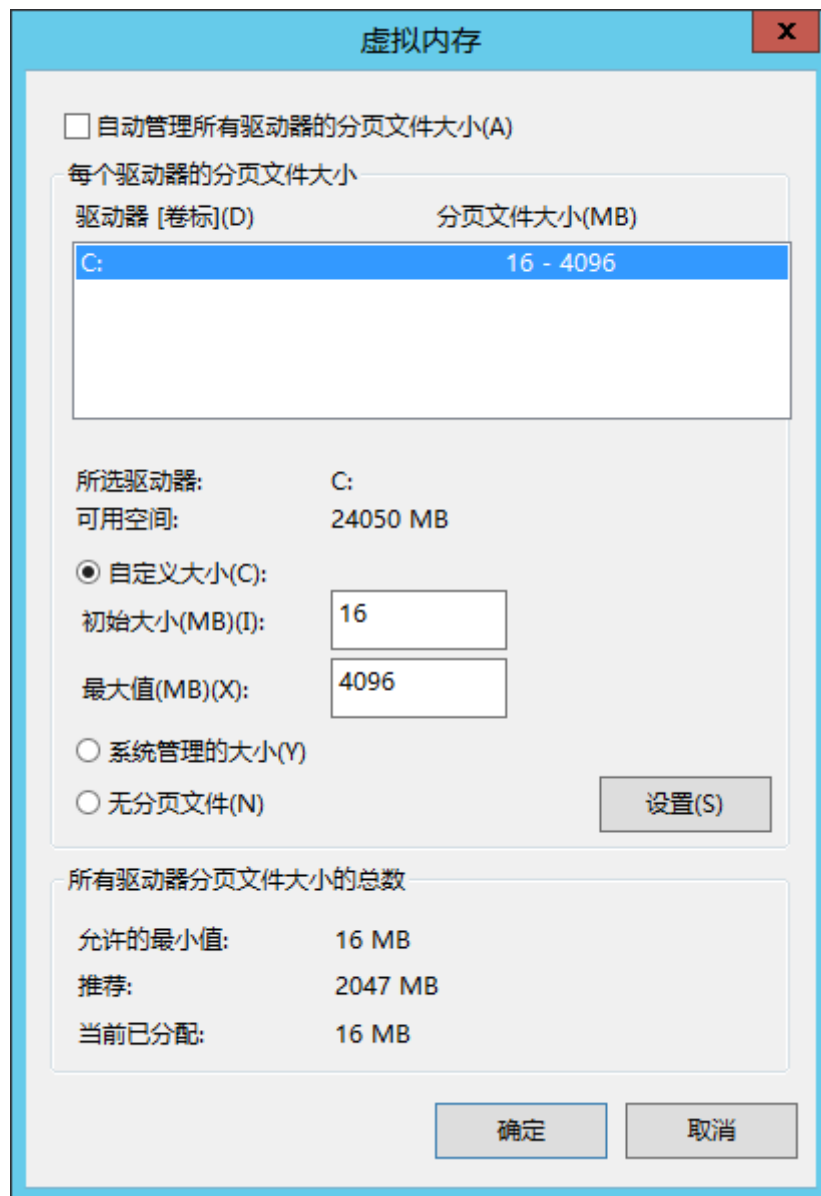 虚拟内存
x
自动管理所有驱动器的分页文件大小(A)
每个驱动器的分页文件大小
驱动器 [卷标](D) 分页文件大小(MB)
C: 16 - 4096
所选驱动器: C:
可用空间: 24050 MB
自定义大小(C):
初始大小(MB)(I): 16
最大值(MB)(X): 4096
系统管理的大小(Y)
无分页文件(N) 设置(S)
所有驱动器分页文件大小的总数
允许的最小值: 16 MB
推荐: 2047 MB
当前已分配: 16 MB
确定 取消